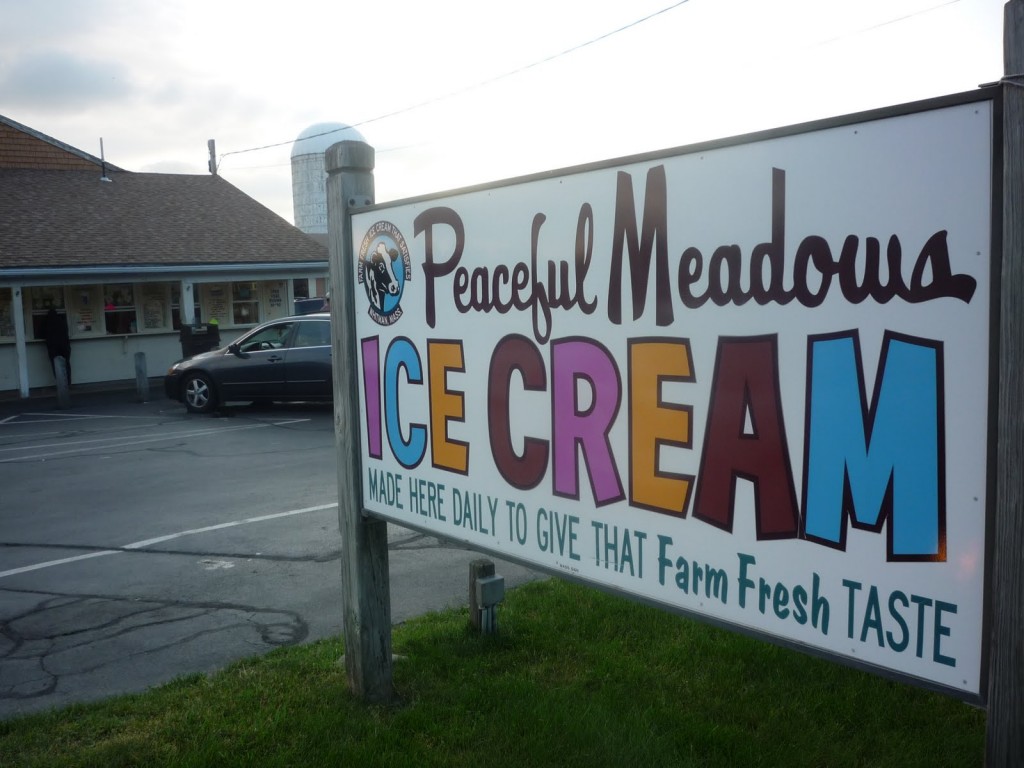 Peaceful Meadows
ICE CREAM
MADE HERE DAILY TO GIVE THAT Farm Fresh TASTE